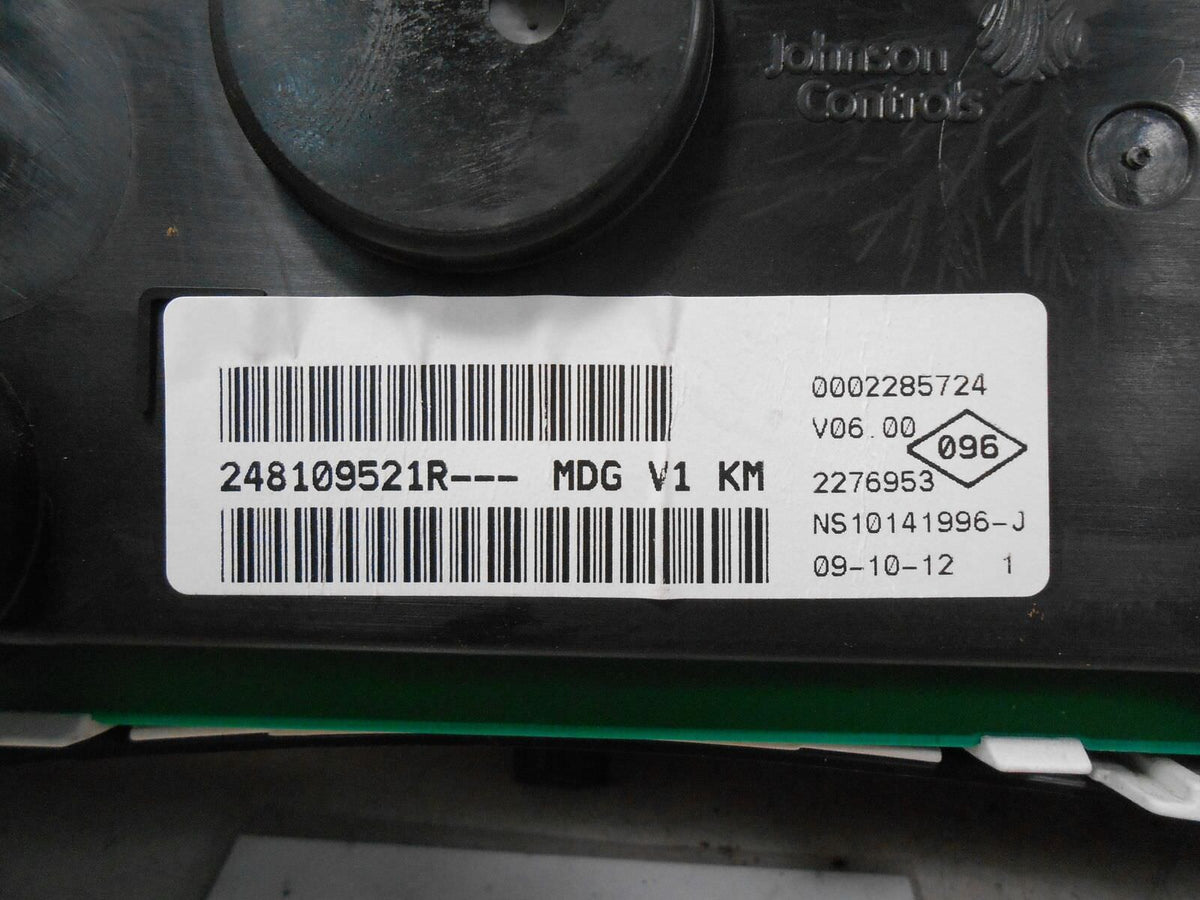 Johnson
Controls
248109521R--- MDG V1 KM
0002285724
V06.00
096
2276953
NS10141996-J
09-10-12 1